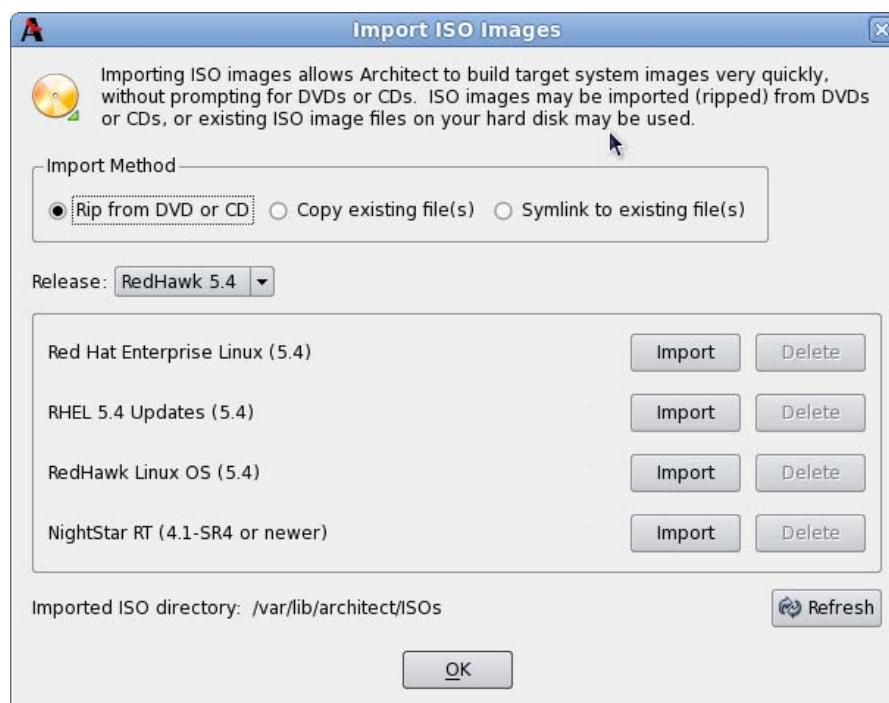 Import ISO Images
Importing ISO images allows Architect to build target system images very quickly,
without prompting for DVDs or CDs. ISO images may be imported (ripped) from DVDs
or CDs, or existing ISO image files on your hard disk may be used.
Import Method
Rip from DVD or CD Copy existing file(s) Symlink to existing file(s)
Release: RedHawk 5.4
Red Hat Enterprise Linux (5.4) Import Delete
RHEL 5.4 Updates (5.4) Import Delete
RedHawk Linux OS (5.4) Import Delete
NightStar RT (4.1-SR4 or newer) Import Delete
Imported ISO directory: /var/lib/architect/ISOs Refresh
OK